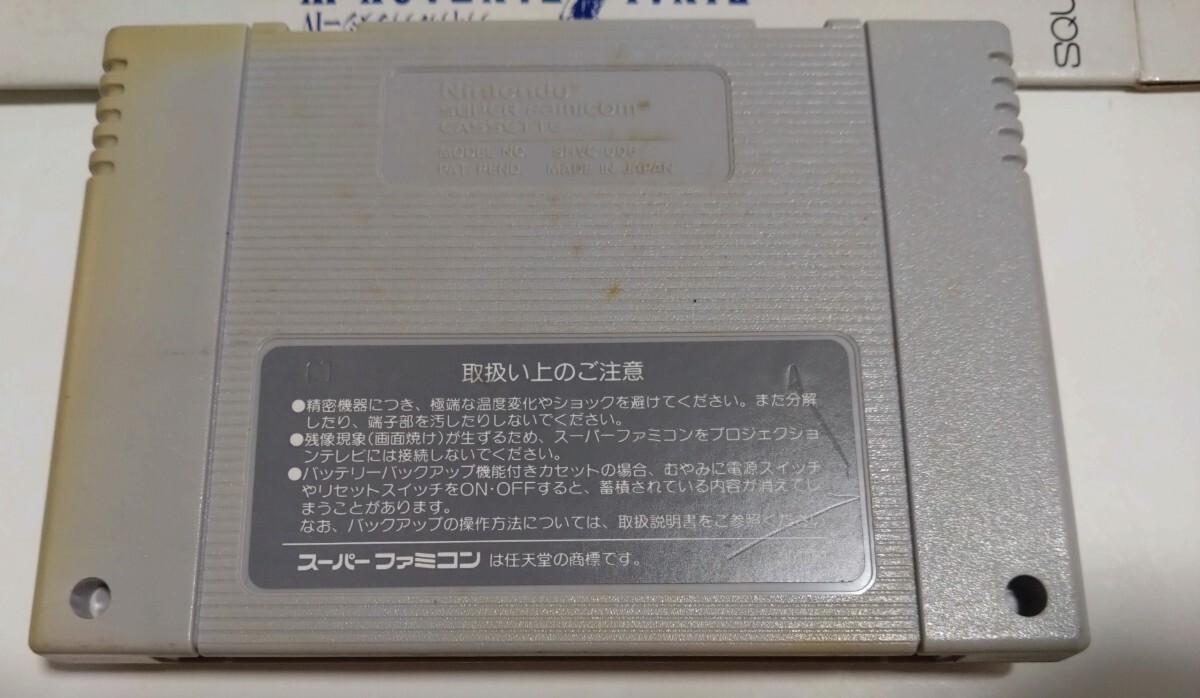 SQU
Nintendo
SUPER FAMICOM
CASSETTE
MODEL NO. SHVC-006
PAT. PEND. MADE IN JAPAN
取扱い上のご注意
●精密機器につき、極端な温度変化やショックを避けてください。また分解
したり、端子部を汚したりしないでください。
●残像現象(画面焼け)が生ずるため、スーパーファミコンをプロジェクショ
ンテレビには接続しないでください。
●バッテリーバックアップ機能付きカセットの場合、むやみに電源スイッチ
やリセットスイッチをON・OFFすると、蓄積されている内容が消えてし
まうことがあります。
なお、バックアップの操作方法については、取扱説明書をご参照ください
スーパーファミコン は任天堂の商標です。